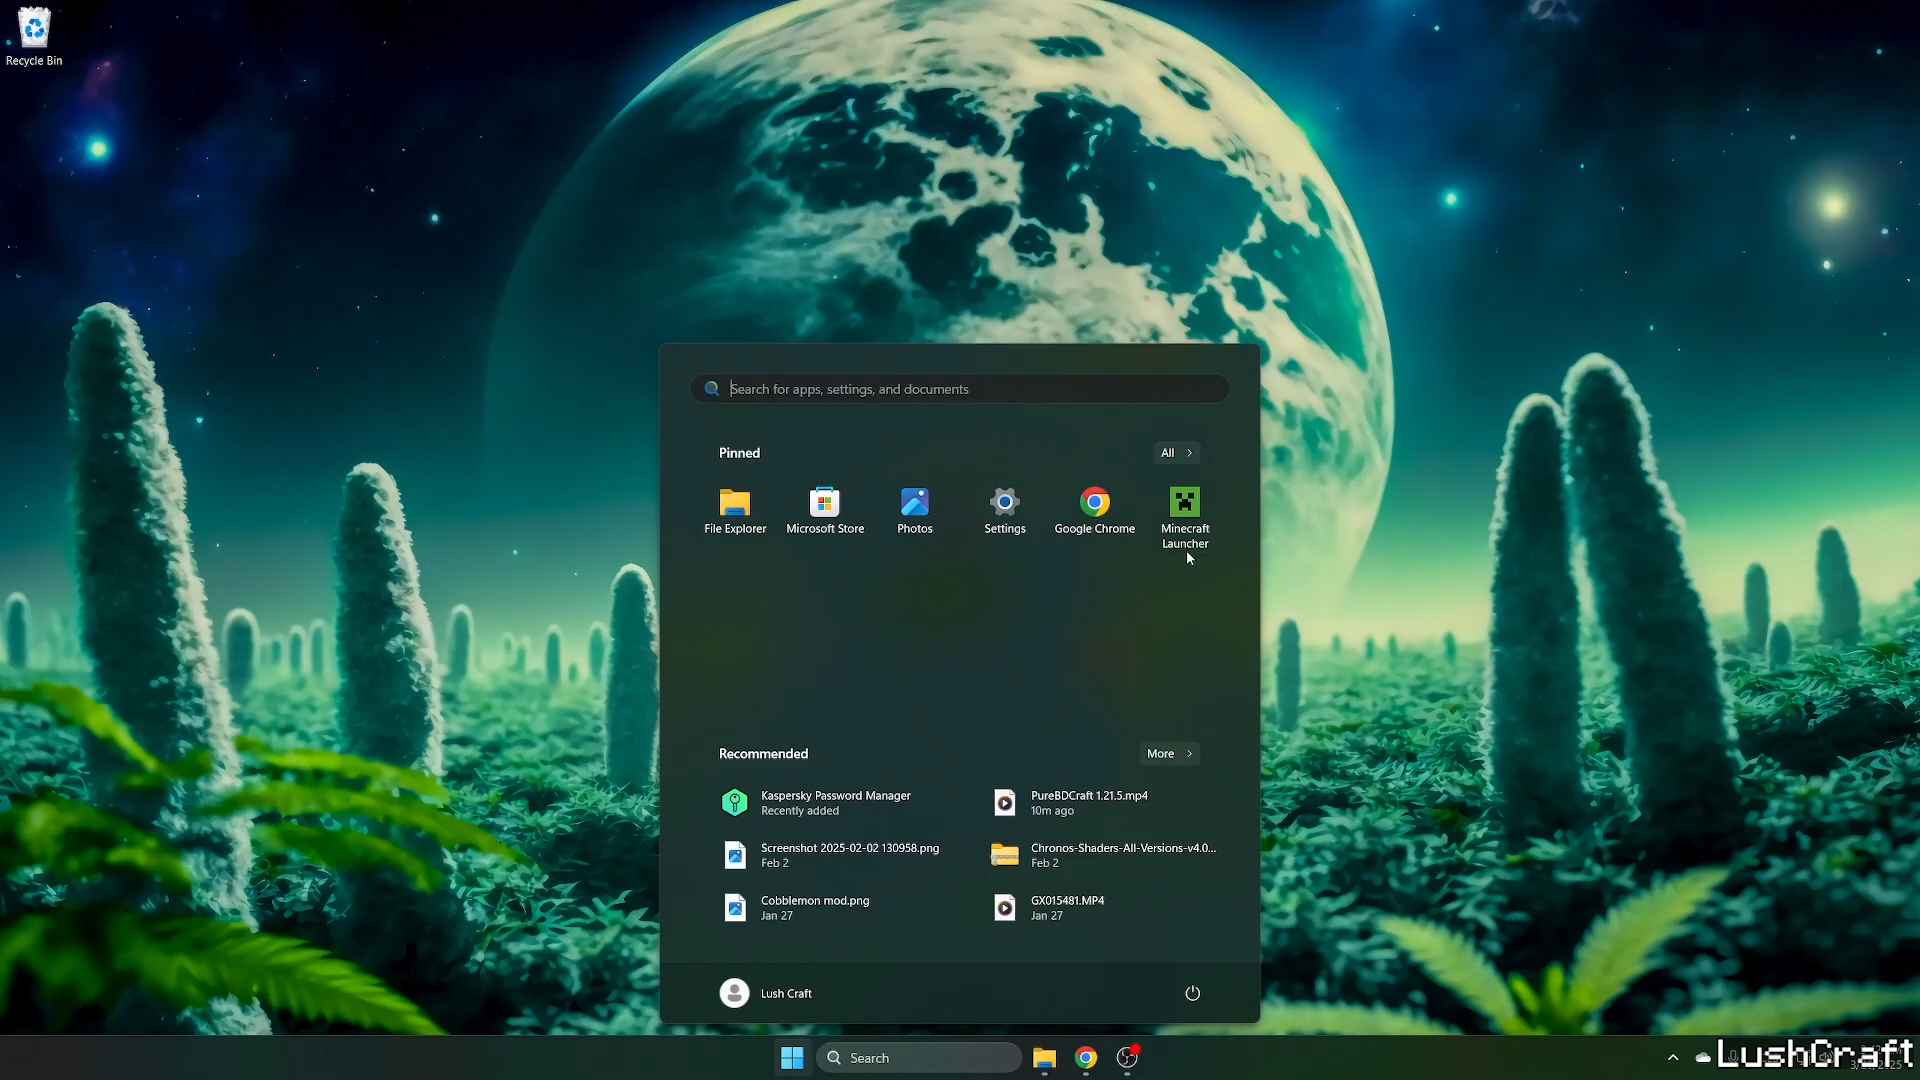 Recycle Bin
Search for apps, settings, and documents
Pinned
All
File Explorer
Microsoft Store
Photos
Settings
Google Chrome
Minecraft
Launcher
Recommended
More
Kaspersky Password Manager
Recently added
PureBDCraft 1.21.5.mp4
10m ago
Screenshot 2025-02-02 130958.png
Feb 2
Chronos-Shaders-All-Versions-v4.0...
Feb 2
Cobblemon mod.png
Jan 27
GX015481.MP4
Jan 27
Lush Craft
Search
LushCraft